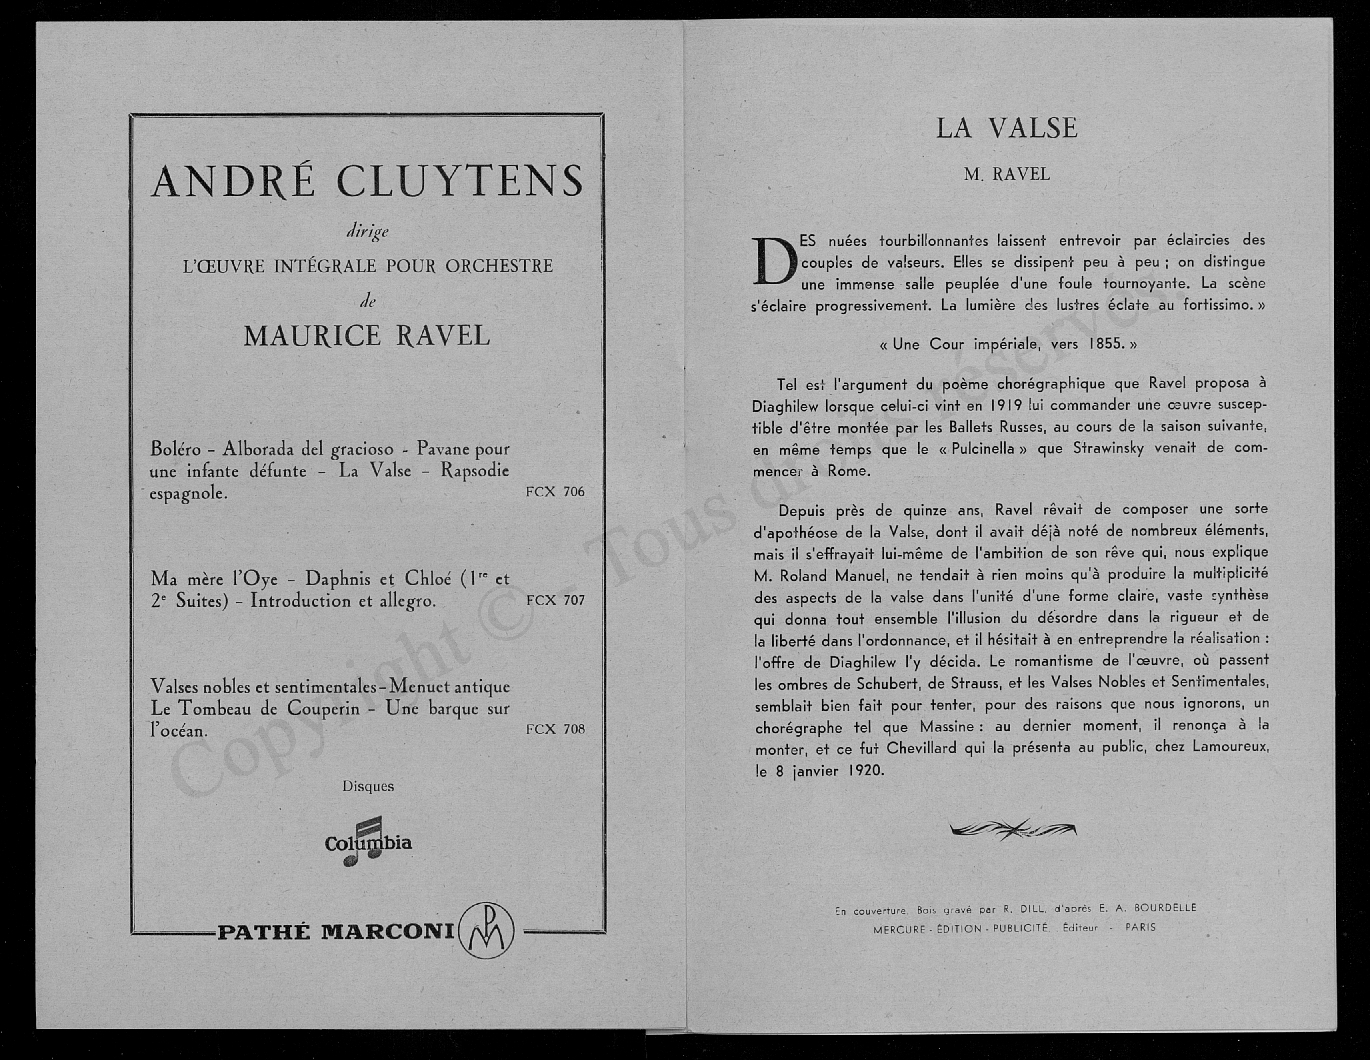 ANDRÉ CLUYTENS
dirige
L'ŒUVRE INTÉGRALE POUR ORCHESTRE
de
MAURICE RAVEL
Boléro - Alborada del gracioso - Pavane pour
une infante défunte - La Valse - Rapsodie
espagnole. FCX 706
Ma mère l'Oye - Daphnis et Chloé (1re et
2e Suites) - Introduction et allegro. FCX 707
Valses nobles et sentimentales - Menuet antique
Le Tombeau de Couperin - Une barque sur
l'océan. FCX 708
Disques
Columbia
PATHÉ MARCONI
LA VALSE
M. RAVEL
DES nuées tourbillonnantes laissent entrevoir par éclaircies des
couples de valseurs. Elles se dissipent peu à peu ; on distingue
une immense salle peuplée d'une foule tournoyante. La scène
s'éclaire progressivement. La lumière des lustres éclate au fortissimo. »
« Une Cour impériale, vers 1855. »
Tel est l'argument du poème chorégraphique que Ravel proposa à
Diaghilew lorsque celui-ci vint en 1919 lui commander une œuvre suscep-
tible d'être montée par les Ballets Russes, au cours de la saison suivante,
en même temps que le « Pulcinella » que Strawinsky venait de com-
mencer à Rome.
Depuis près de quinze ans, Ravel rêvait de composer une sorte
d'apothéose de la Valse, dont il avait déjà noté de nombreux éléments,
mais il s'effrayait lui-même de l'ambition de son rêve qui, nous explique
M. Roland Manuel, ne tendait à rien moins qu'à produire la multiplicité
des aspects de la valse dans l'unité d'une forme claire, vaste synthèse
qui donna tout ensemble l'illusion du désordre dans la rigueur et de
la liberté dans l'ordonnance, et il hésitait à en entreprendre la réalisation :
l'offre de Diaghilew l'y décida. Le romantisme de l'œuvre, où passent
les ombres de Schubert, de Strauss, et les Valses Nobles et Sentimentales,
semblait bien fait pour tenter, pour des raisons que nous ignorons, un
chorégraphe tel que Massine : au dernier moment, il renonça à la
monter, et ce fut Chevillard qui la présenta au public, chez Lamoureux,
le 8 janvier 1920.
En couverture. Bois gravé par R. DILL, d'après E. A. BOURDELLE
MERCURE - ÉDITION - PUBLICITÉ. Éditeur - PARIS
Copyright © - Tous droits réservés.